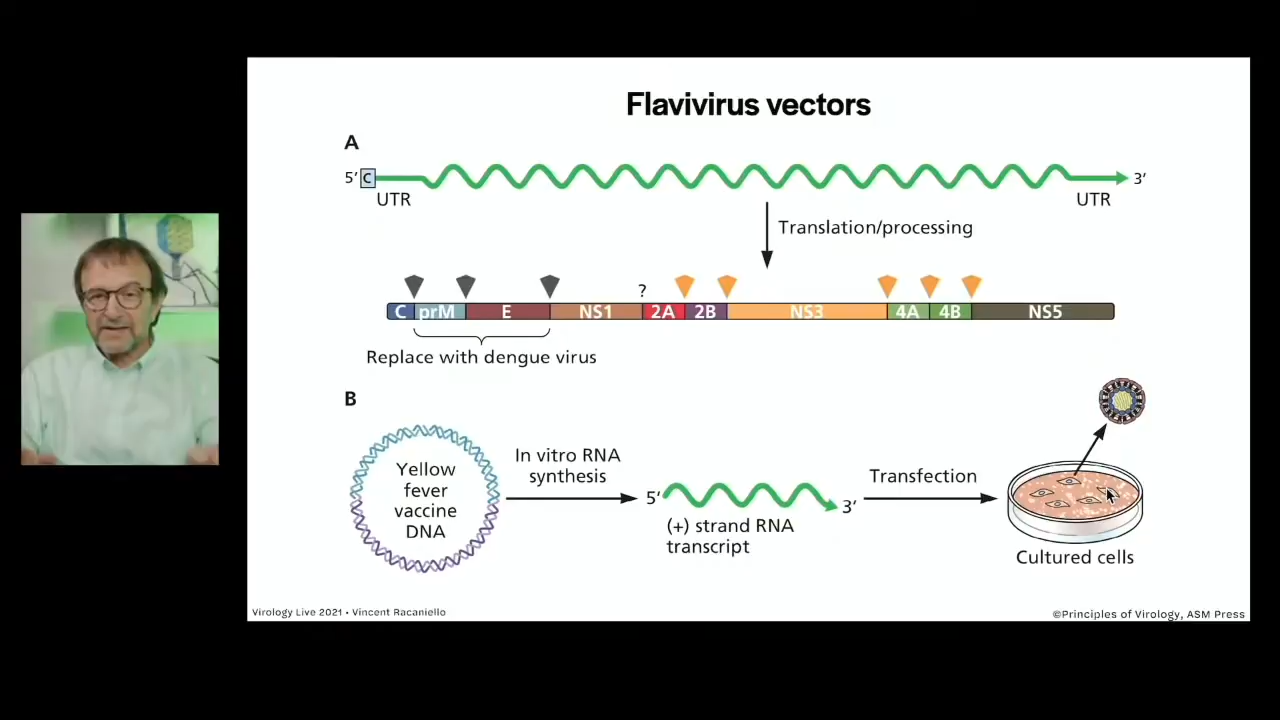 Flavivirus vectors
A
5′ C
3′
UTR
UTR
Translation/processing
?
C prM E NS1 2A 2B NS3 4A 4B NS5
Replace with dengue virus
B
Yellow
fever
vaccine
DNA
In vitro RNA
synthesis
5′
3′
(+) strand RNA
transcript
Transfection
Cultured cells
Virology Live 2021 • Vincent Racaniello
©Principles of Virology, ASM Press